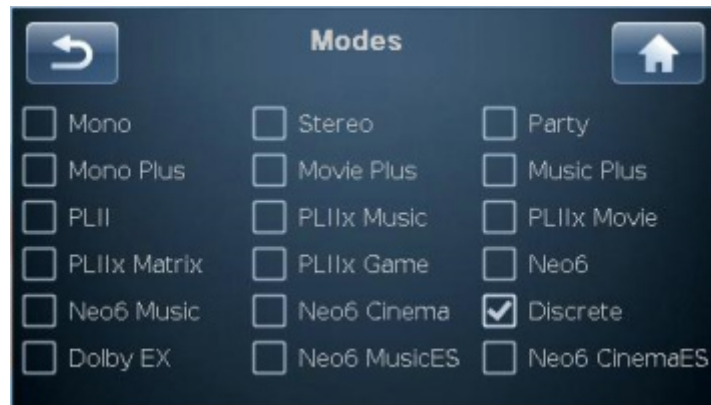 Modes
Mono Stereo Party
Mono Plus Movie Plus Music Plus
PLII PLIIx Music PLIIx Movie
PLIIx Matrix PLIIx Game Neo6
Neo6 Music Neo6 Cinema Discrete
Dolby EX Neo6 MusicES Neo6 CinemaES